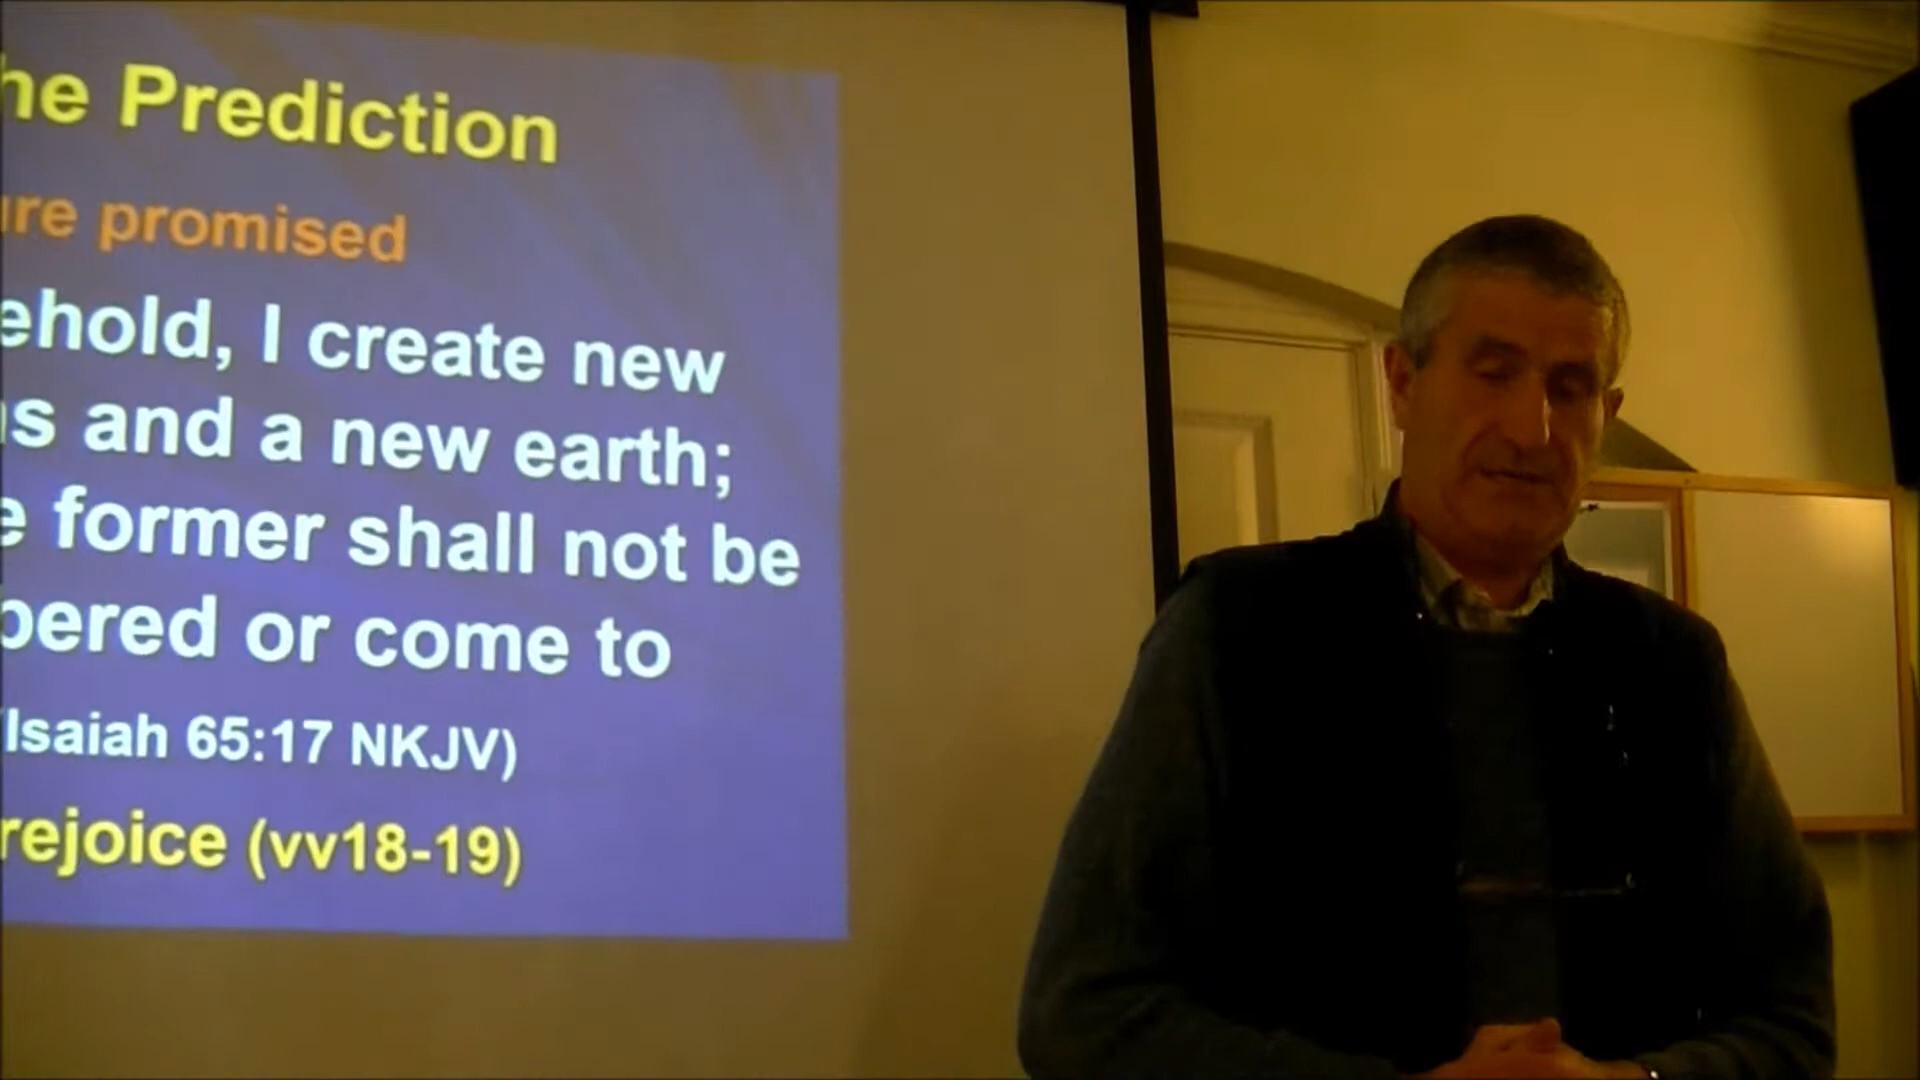 he Prediction
re promised
ehold, I create new
s and a new earth;
e former shall not be
bered or come to
(Isaiah 65:17 NKJV)
rejoice (vv18-19)